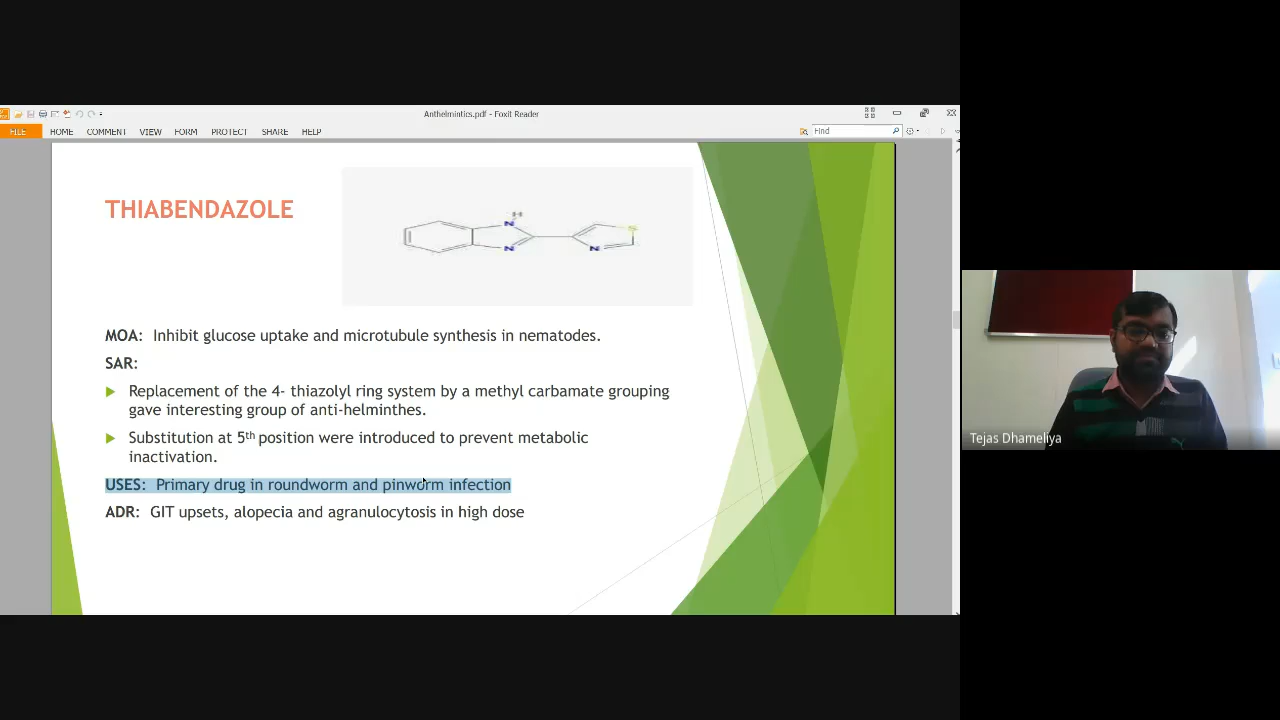 Anthelmintics.pdf - Foxit Reader
FILE HOME COMMENT VIEW FORM PROTECT SHARE HELP Find
THIABENDAZOLE
H
N
S
N
N
MOA: Inhibit glucose uptake and microtubule synthesis in nematodes.
SAR:
Replacement of the 4- thiazolyl ring system by a methyl carbamate grouping
gave interesting group of anti-helminthes.
Substitution at 5th position were introduced to prevent metabolic
inactivation.
USES: Primary drug in roundworm and pinworm infection
ADR: GIT upsets, alopecia and agranulocytosis in high dose
Tejas Dhameliya